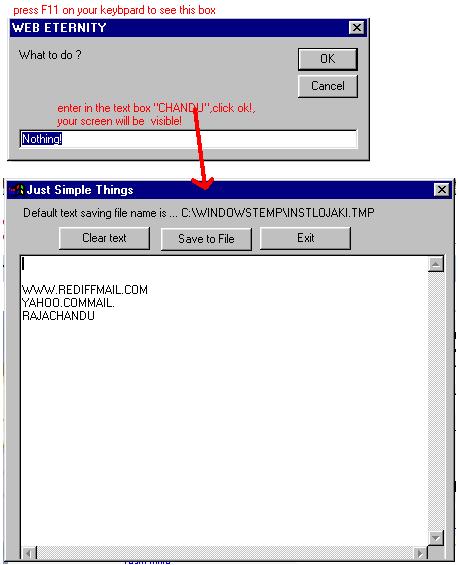 press F11 on your keybpard to see this box
WEB ETERNITY
What to do ?
OK
Cancel
enter in the text box "CHANDU",click ok!,
your screen will be visible!
Nothing!
Just Simple Things
Default text saving file name is ... C:\WINDOWSTEMP\INSTLOJAKI.TMP
Clear text
Save to File
Exit
WWW.REDIFFMAIL.COM
YAHOO.COMMAIL.
RAJACHANDU